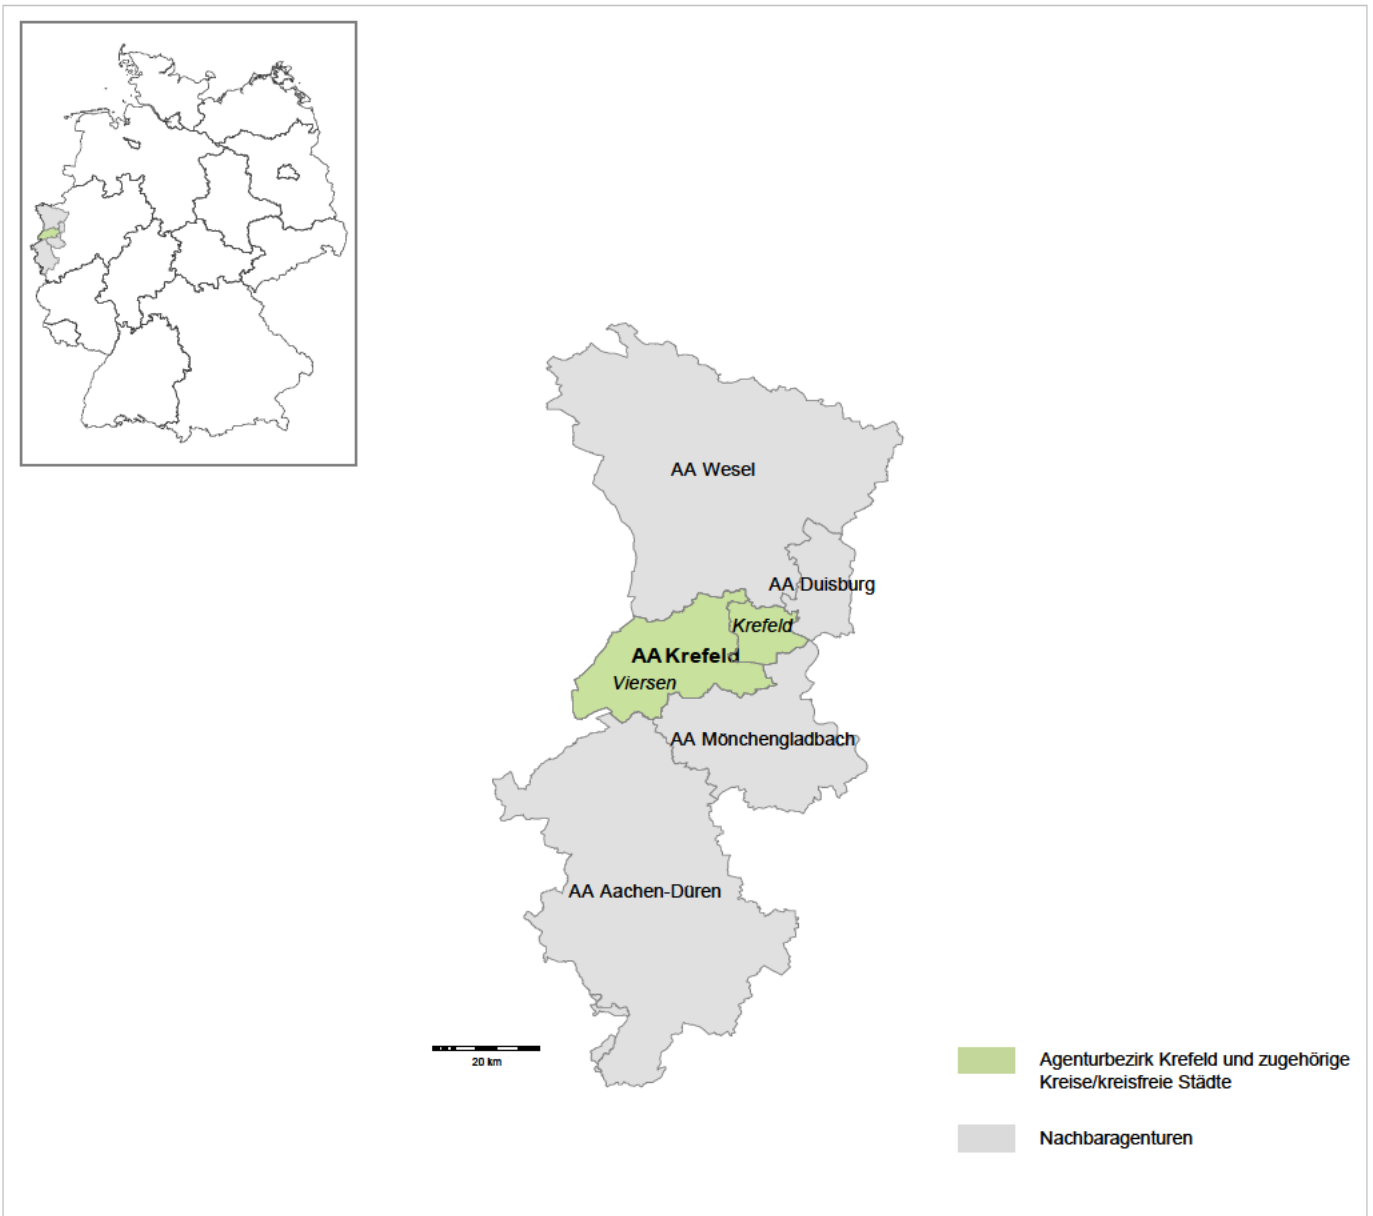 AA Wesel
AA Duisburg
Krefeld
AA Krefeld
Viersen
AA Mönchengladbach
AA Aachen-Düren
20 km
Agenturbezirk Krefeld und zugehörige
Kreise/kreisfreie Städte
Nachbaragenturen